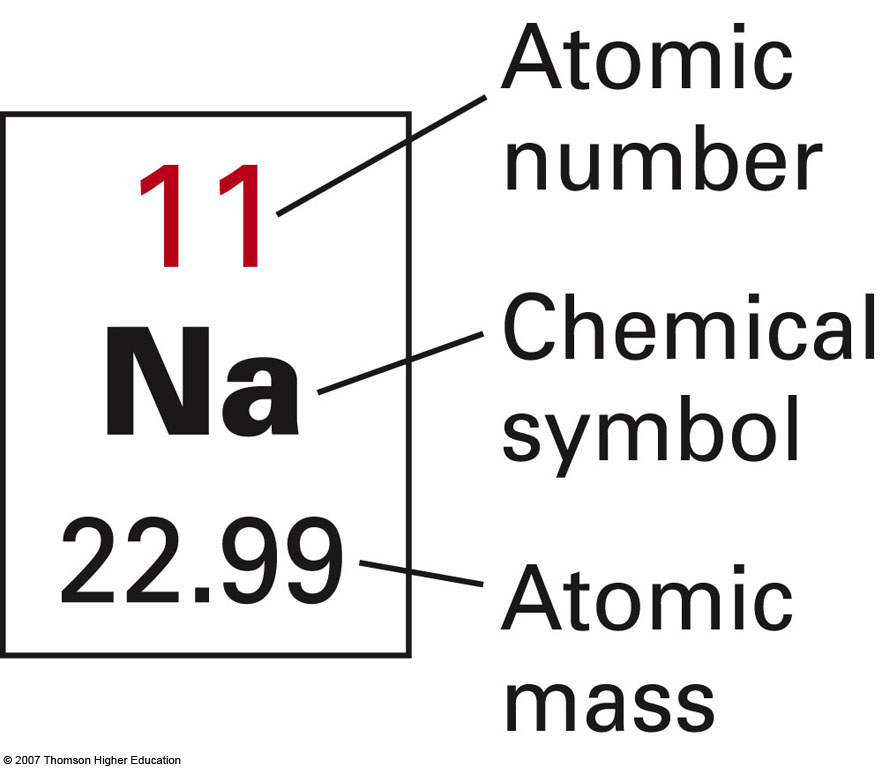 11
Atomic
number
Na
Chemical
symbol
22.99
Atomic
mass
© 2007 Thomson Higher Education